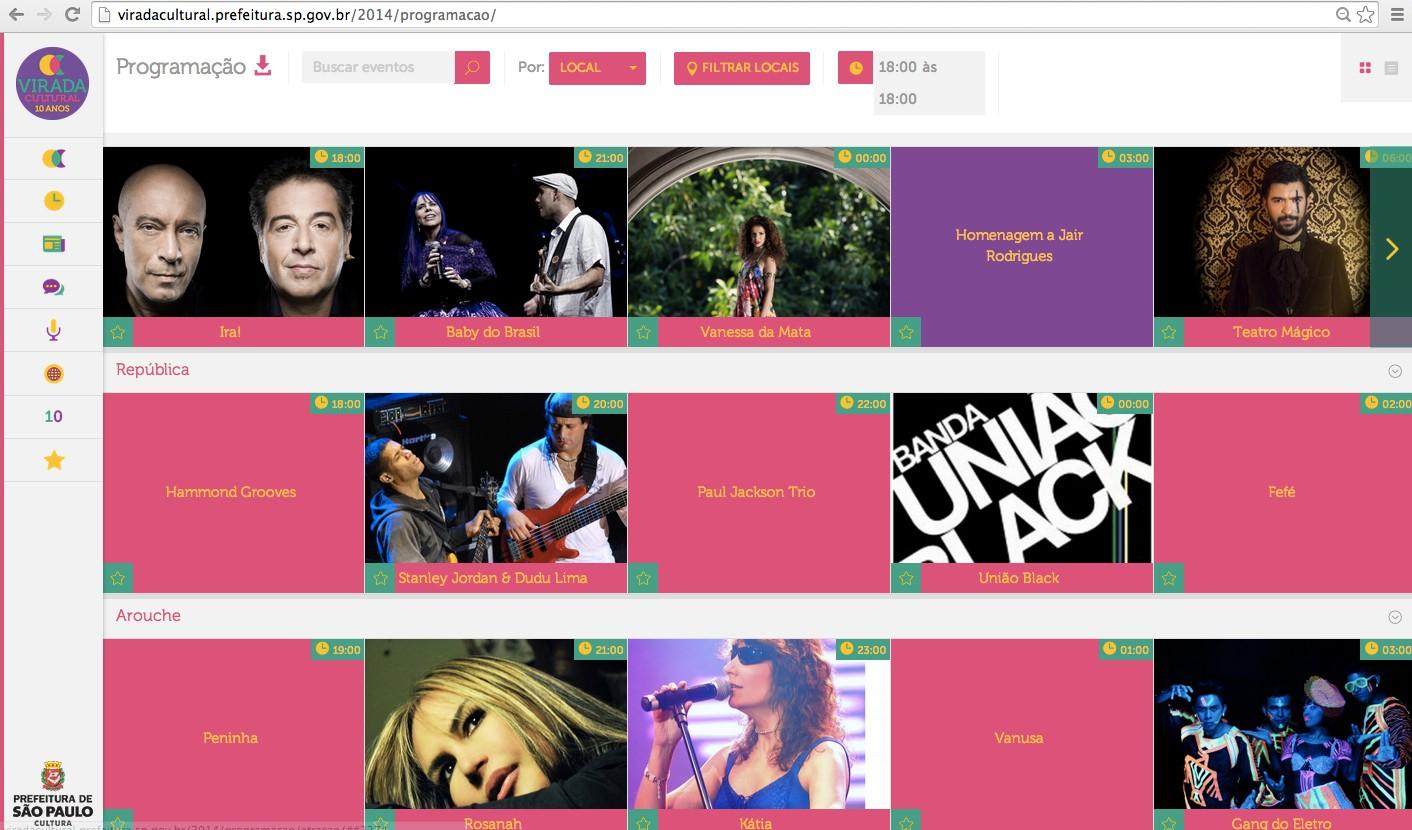 viradacultural.prefeitura.sp.gov.br/2014/programacao/
VIRADA
CULTURAL
10 ANOS
Programação
Buscar eventos
Por:
LOCAL
FILTRAR LOCAIS
18:00 às
18:00
18:00
21:00
00:00
03:00
06:00
Homenagem a Jair
Rodrigues
Ira!
Baby do Brasil
Vanessa da Mata
Teatro Mágico
República
18:00
20:00
22:00
00:00
02:00
Hartke
BANDA
UNIÃO
BLACK
10
Hammond Grooves
Paul Jackson Trio
Fefé
Stanley Jordan & Dudu Lima
União Black
Arouche
19:00
21:00
23:00
01:00
03:00
Peninha
Vanusa
Rosanah
Kátia
Gang do Eletro
PREFEITURA DE
SÃO PAULO
CULTURA